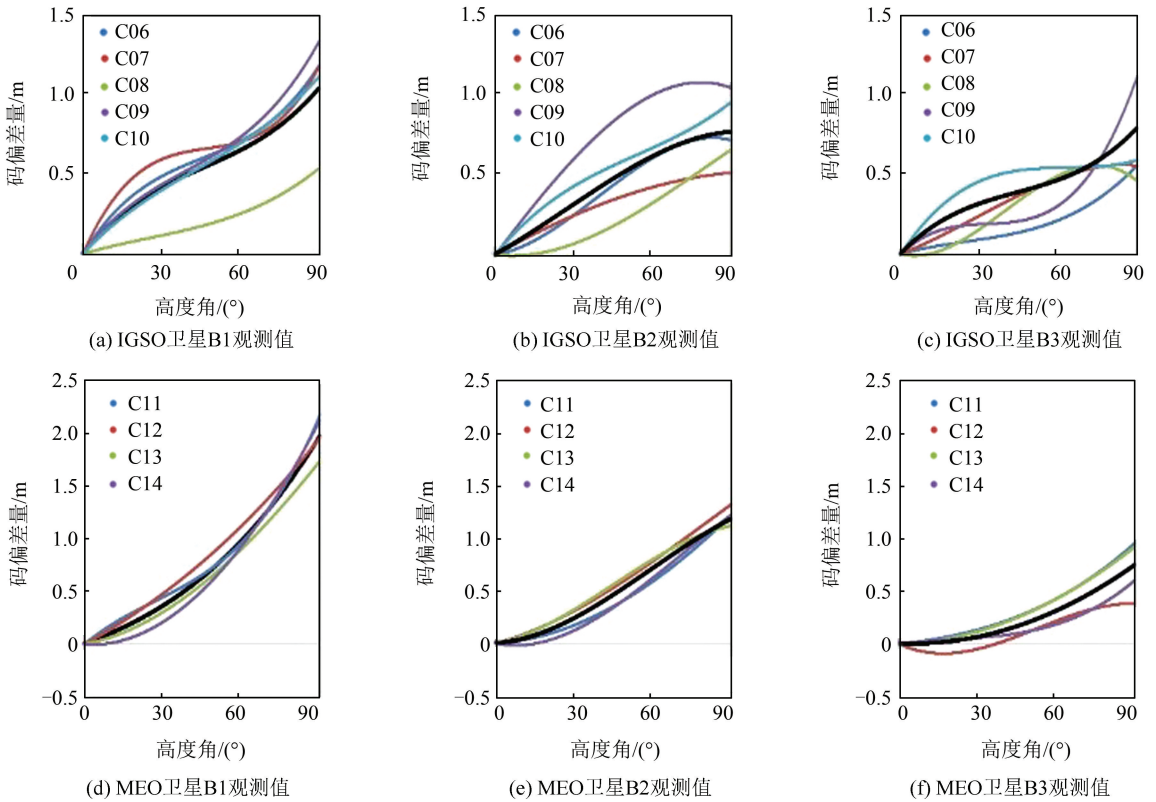 1.5
C06
C07
C08
C09
C10
1.0
0.5
码偏差量/m
0
30
60
90
高度角/(°)
(a) IGSO卫星B1观测值
1.5
C06
C07
C08
C09
C10
1.0
0.5
码偏差量/m
0
30
60
90
高度角/(°)
(b) IGSO卫星B2观测值
1.5
C06
C07
C08
C09
C10
1.0
0.5
码偏差量/m
0
30
60
90
高度角/(°)
(c) IGSO卫星B3观测值
2.5
C11
C12
C13
C14
2.0
1.5
1.0
0.5
0
−0.5
码偏差量/m
0
30
60
90
高度角/(°)
(d) MEO卫星B1观测值
2.5
C11
C12
C13
C14
2.0
1.5
1.0
0.5
0
−0.5
码偏差量/m
0
30
60
90
高度角/(°)
(e) MEO卫星B2观测值
2.5
C11
C12
C13
C14
2.0
1.5
1.0
0.5
0
−0.5
码偏差量/m
0
30
60
90
高度角/(°)
(f) MEO卫星B3观测值